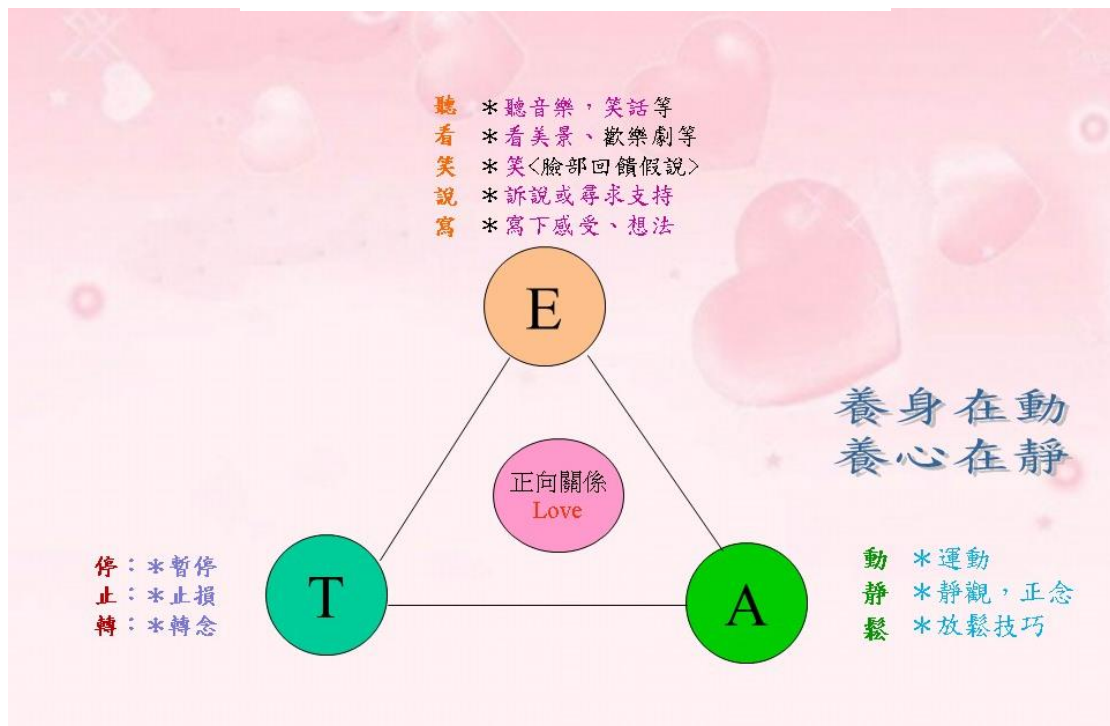 聽 *聽音樂，笑話等
看 *看美景、歡樂劇等
笑 *笑<臉部回饋假說>
說 *訴說或尋求支持
寫 *寫下感受、想法
E
養身在動
養心在靜
正向關係
Love
停：*暫停
止：*止損
轉：*轉念
T
A
動 *運動
靜 *靜觀，正念
鬆 *放鬆技巧